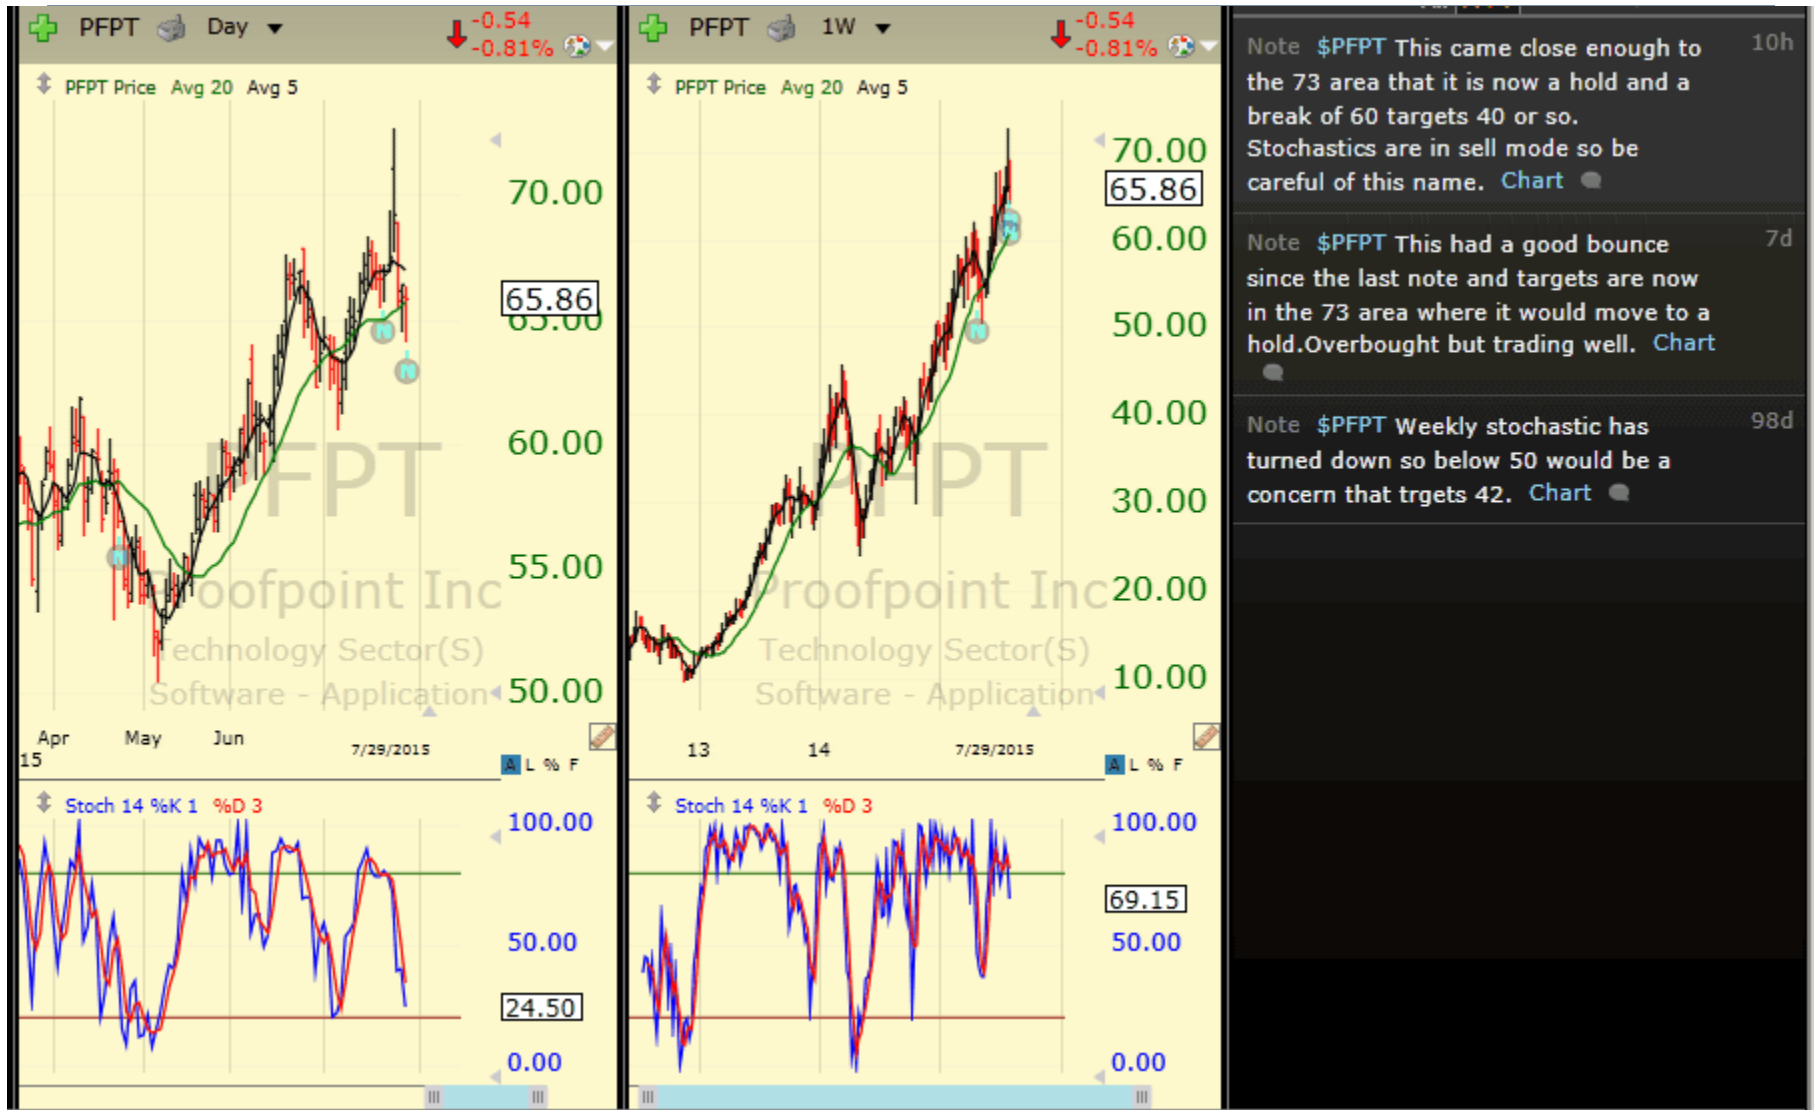 PFPT Day
-0.54
-0.81%
PFPT Price Avg 20 Avg 5
70.00
65.86
65.00
60.00
55.00
50.00
PFPT
Proofpoint Inc
Technology Sector(S)
Software - Application
Apr May Jun 7/29/2015
15
A L % F
Stoch 14 %K 1 %D 3
100.00
50.00
24.50
0.00
PFPT 1W
-0.54
-0.81%
PFPT Price Avg 20 Avg 5
70.00
65.86
60.00
50.00
40.00
30.00
20.00
10.00
PFPT
Proofpoint Inc
Technology Sector(S)
Software - Application
13 14 7/29/2015
A L % F
Stoch 14 %K 1 %D 3
100.00
69.15
50.00
0.00
Note $PFPT This came close enough to 10h
the 73 area that it is now a hold and a
break of 60 targets 40 or so.
Stochastics are in sell mode so be
careful of this name. Chart
Note $PFPT This had a good bounce 7d
since the last note and targets are now
in the 73 area where it would move to a
hold.Overbought but trading well. Chart
Note $PFPT Weekly stochastic has 98d
turned down so below 50 would be a
concern that trgets 42. Chart